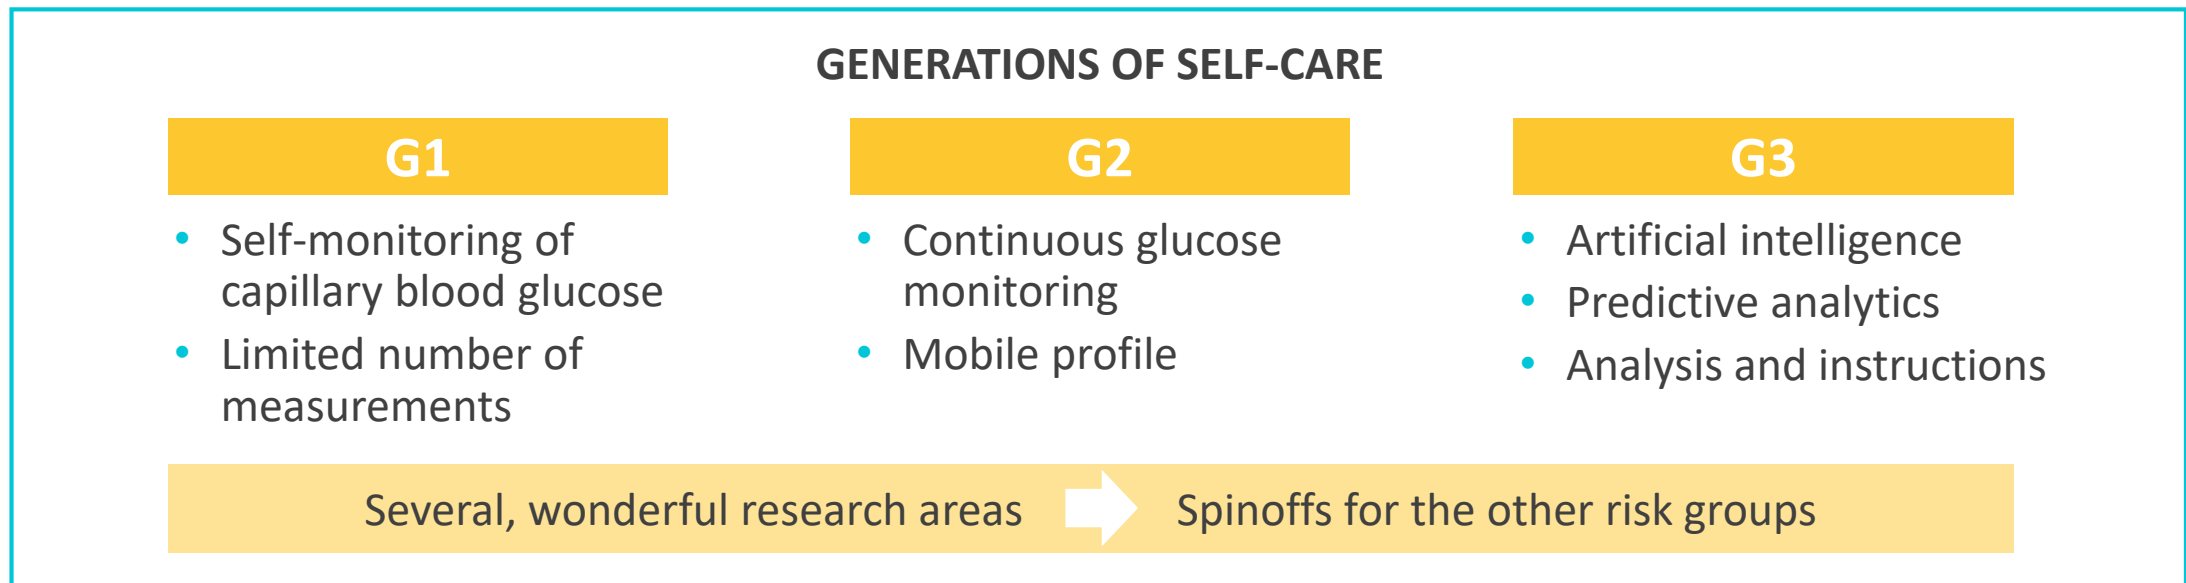 GENERATIONS OF SELF-CARE
G1
• Self-monitoring of
capillary blood glucose
• Limited number of
measurements
G2
• Continuous glucose
monitoring
• Mobile profile
G3
• Artificial intelligence
• Predictive analytics
• Analysis and instructions
Several, wonderful research areas
Spinoffs for the other risk groups